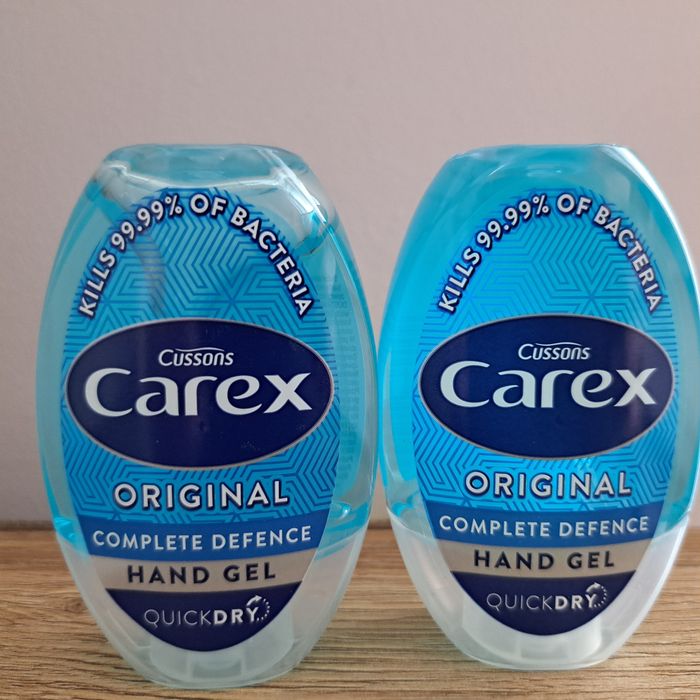 KILLS 99.99% OF BACTERIA
Cussons
Carex
ORIGINAL
COMPLETE DEFENCE
HAND GEL
QUICKDRY
KILLS 99.99% OF BACTERIA
Cussons
Carex
ORIGINAL
COMPLETE DEFENCE
HAND GEL
QUICKDRY